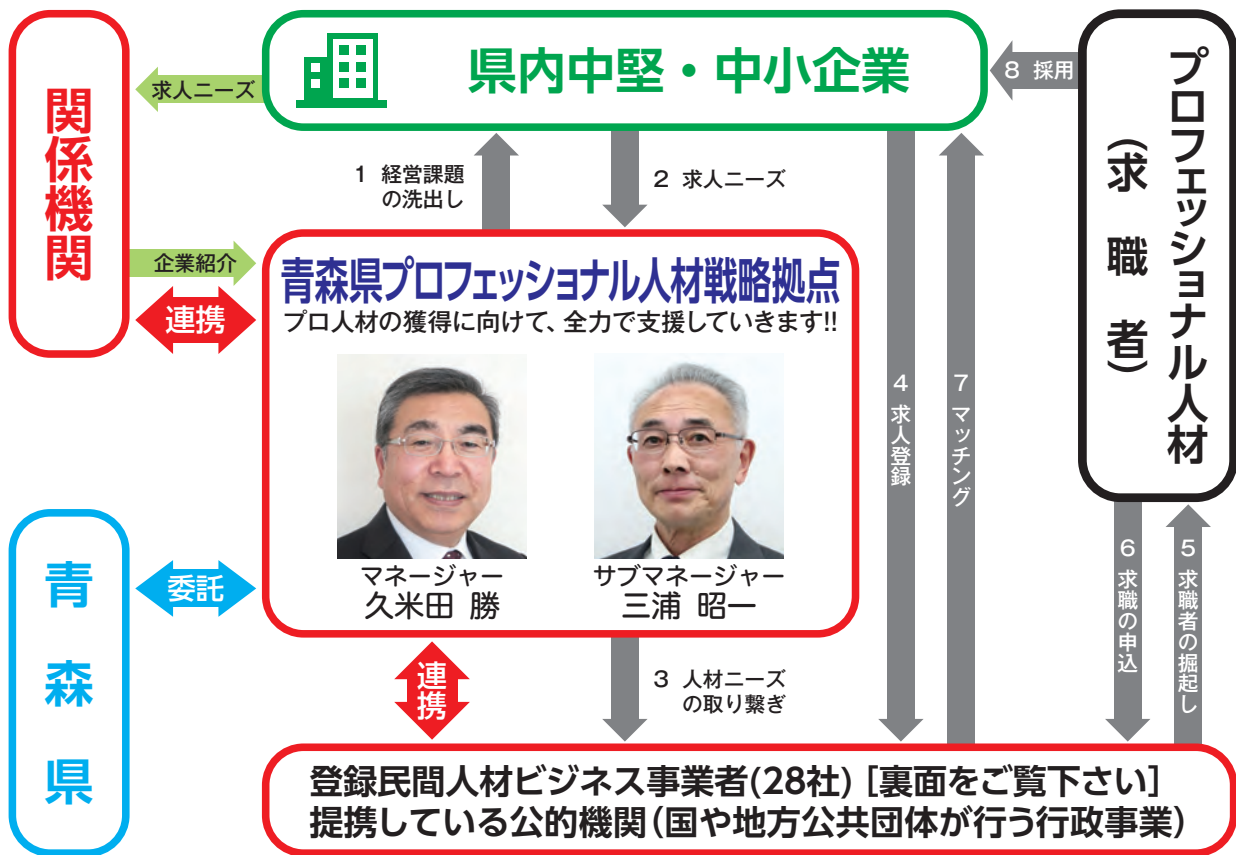 関係機関
求人ニーズ
県内中堅・中小企業
8 採用
プロフェッショナル人材
(求職者)
1 経営課題
の洗出し
2 求人ニーズ
企業紹介
連携
青森県プロフェッショナル人材戦略拠点
プロ人材の獲得に向けて、全力で支援していきます!!
マネージャー
久米田 勝
サブマネージャー
三浦 昭一
4 求人登録
7 マッチング
青森県
委託
連携
3 人材ニーズ
の取り繋ぎ
6 求職の申込
5 求職者の掘起し
登録民間人材ビジネス事業者(28社)[裏面をご覧下さい]
提携している公的機関(国や地方公共団体が行う行政事業)